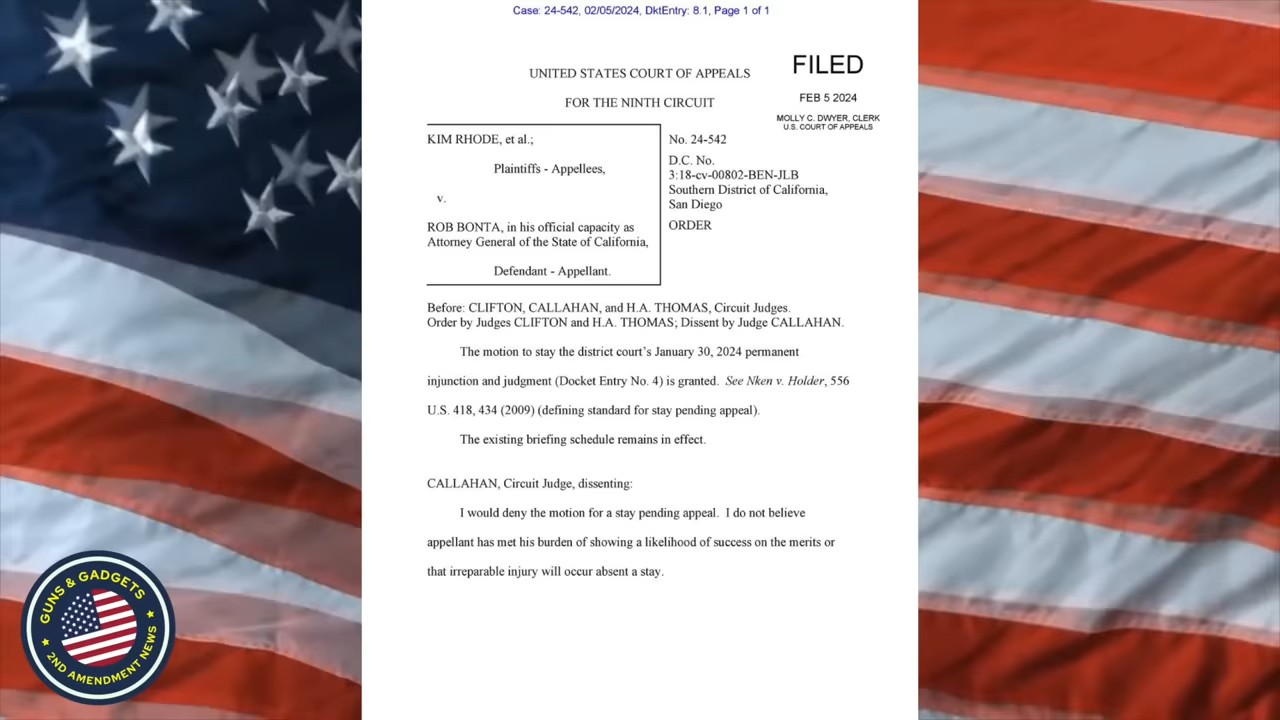 Case: 24-542, 02/05/2024, DktEntry: 8.1, Page 1 of 1
UNITED STATES COURT OF APPEALS
FOR THE NINTH CIRCUIT
FILED
FEB 5 2024
MOLLY C. DWYER, CLERK
U.S. COURT OF APPEALS
KIM RHODE, et al.;
Plaintiffs - Appellees,
v.
ROB BONTA, in his official capacity as
Attorney General of the State of California,
Defendant - Appellant.
No. 24-542
D.C. No.
3:18-cv-00802-BEN-JLB
Southern District of California,
San Diego
ORDER
Before: CLIFTON, CALLAHAN, and H.A. THOMAS, Circuit Judges.
Order by Judges CLIFTON and H.A. THOMAS; Dissent by Judge CALLAHAN.
The motion to stay the district court's January 30, 2024 permanent
injunction and judgment (Docket Entry No. 4) is granted. See Nken v. Holder, 556
U.S. 418, 434 (2009) (defining standard for stay pending appeal).
The existing briefing schedule remains in effect.
CALLAHAN, Circuit Judge, dissenting:
I would deny the motion for a stay pending appeal. I do not believe
appellant has met his burden of showing a likelihood of success on the merits or
that irreparable injury will occur absent a stay.
GUNS & GADGETS
2ND AMENDMENT NEWS